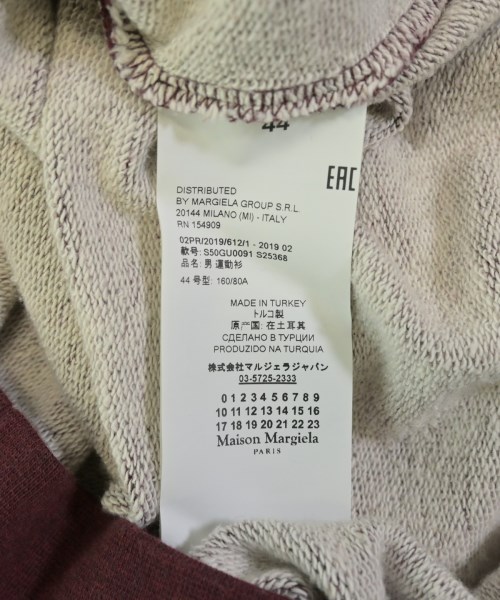 44
EAC
DISTRIBUTED
BY MARGIELA GROUP S.R.L
20144 MILANO (MI) - ITALY
RN 154909
02PR/2019/612/1 - 2019 02
款号: S50GU0091 S25368
品名: 男 運動衫
44 号型: 160/80A
MADE IN TURKEY
トルコ製
原产国: 在土耳其
СДЕЛАНО В ТУРЦИИ
PRODUZIDO NA TURQUIA
株式会社マルジェラジャパン
03-5725-2333
0 1 2 3 4 5 6 7 8 9
10 11 12 13 14 15 16
17 18 19 20 21 22 23
Maison Margiela
PARIS